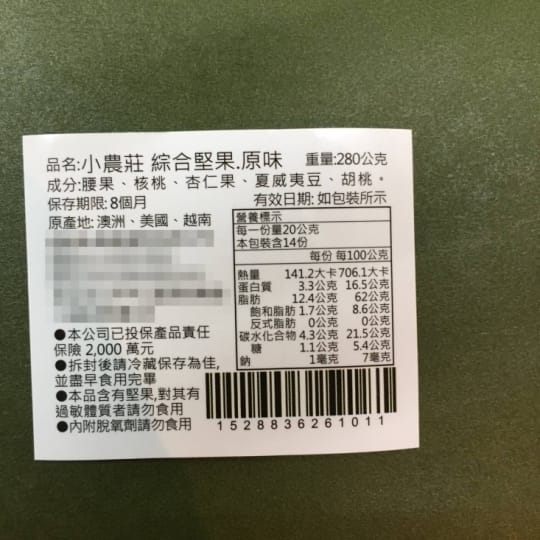 品名:小農莊 綜合堅果.原味 重量:280公克
成分:腰果、核桃、杏仁果、夏威夷豆、胡桃。
保存期限: 8個月 有效日期: 如包裝所示
原產地: 澳洲、美國、越南
營養標示
每一份量20公克
本包裝含14份
每份 每100公克
熱量 141.2大卡 706.1大卡
蛋白質 3.3公克 16.5公克
脂肪 12.4公克 62公克
飽和脂肪 1.7公克 8.6公克
反式脂肪 0公克 0公克
碳水化合物 4.3公克 21.5公克
糖 1.1公克 5.4公克
鈉 1毫克 7毫克
●本公司已投保產品責任
保險 2,000 萬元
●拆封後請冷藏保存為佳,
並盡早食用完畢
●本品含有堅果,對其有
過敏體質者請勿食用
●內附脫氧劑請勿食用
1528836261011